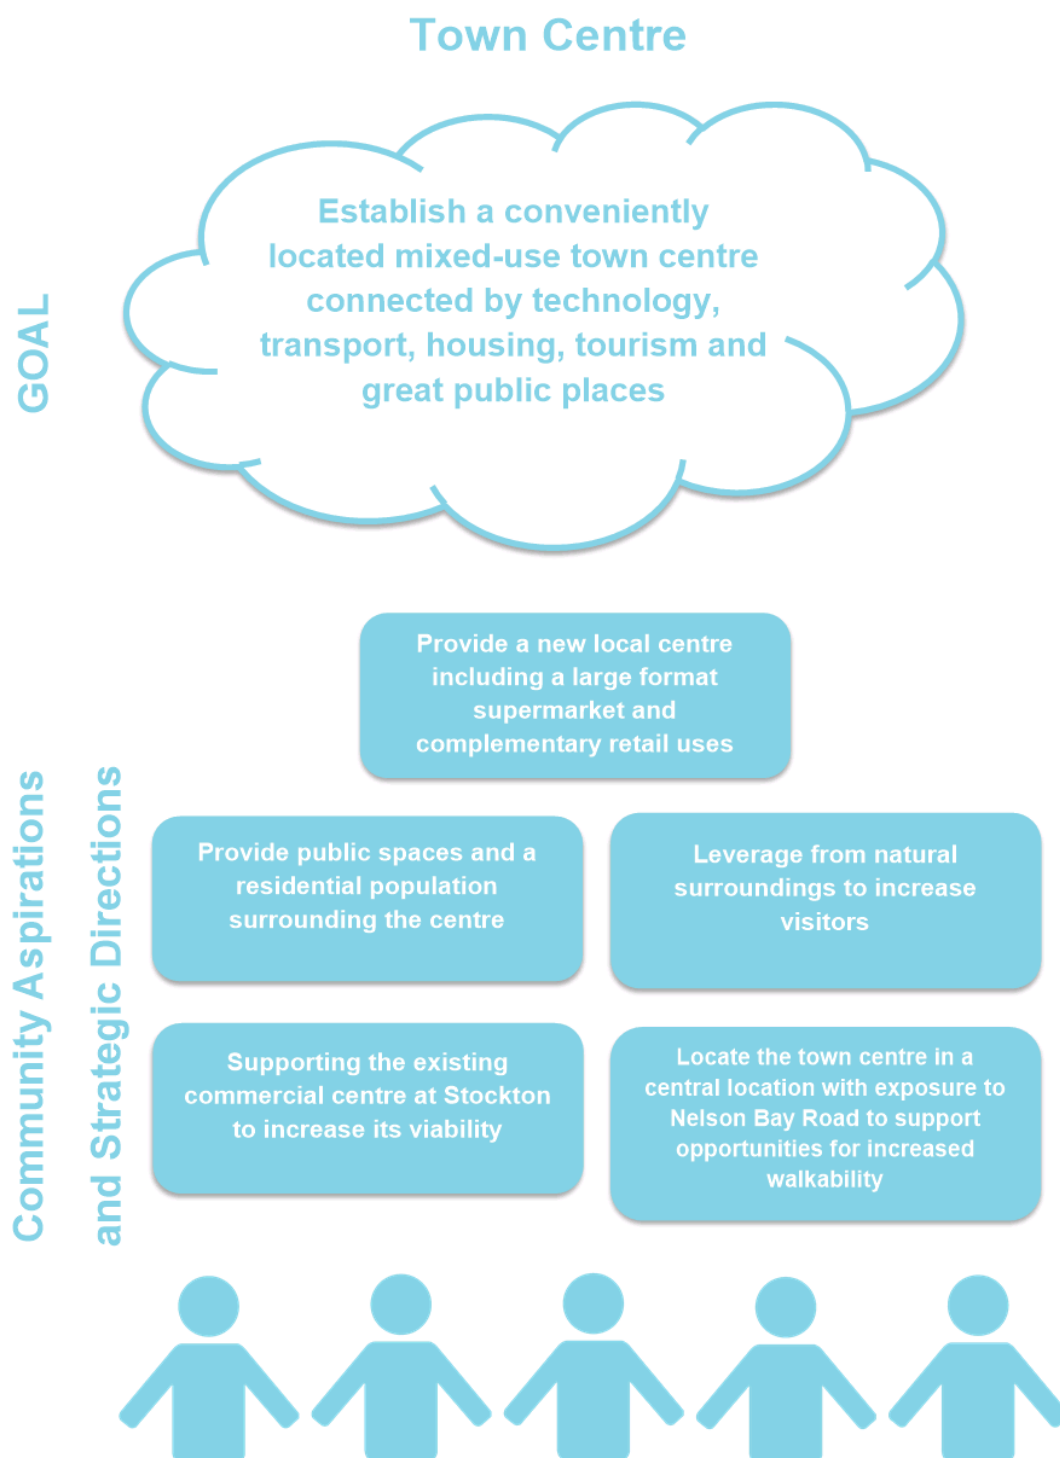 Town Centre
GOAL
Establish a conveniently
located mixed-use town centre
connected by technology,
transport, housing, tourism and
great public places
Community Aspirations
and Strategic Directions
Provide a new local centre
including a large format
supermarket and
complementary retail uses
Provide public spaces and a
residential population
surrounding the centre
Leverage from natural
surroundings to increase
visitors
Supporting the existing
commercial centre at Stockton
to increase its viability
Locate the town centre in a
central location with exposure to
Nelson Bay Road to support
opportunities for increased
walkability